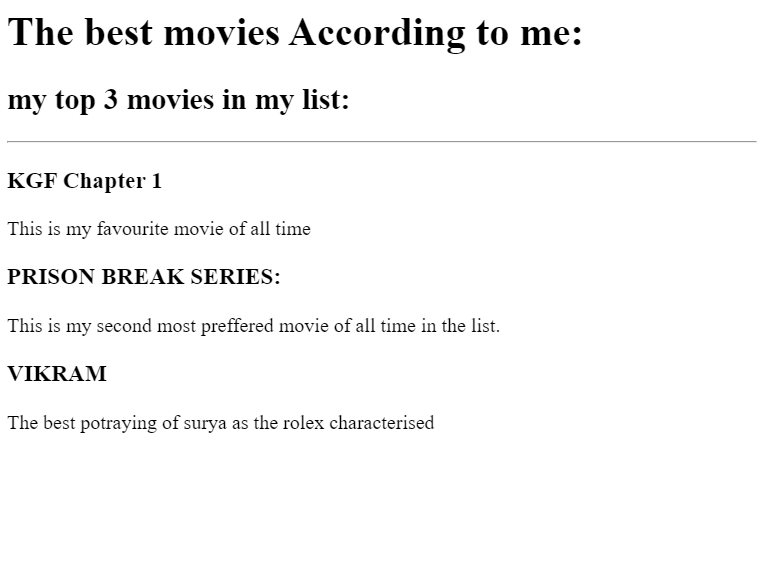 The best movies According to me:
my top 3 movies in my list:
KGF Chapter 1
This is my favourite movie of all time
PRISON BREAK SERIES:
This is my second most preffered movie of all time in the list.
VIKRAM
The best potraying of surya as the rolex characterised